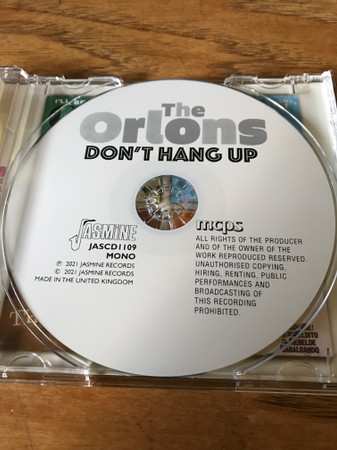 The
Orlons
DON'T HANG UP
JASMINE
JASCD1109
MONO
℗ 2021 JASMINE RECORDS
© 2021 JASMINE RECORDS
MADE IN THE UNITED KINGDOM
mcps
ALL RIGHTS OF THE PRODUCER
AND OF THE OWNER OF THE
WORK REPRODUCED RESERVED.
UNAUTHORISED COPYING,
HIRING, RENTING, PUBLIC
PERFORMANCES AND
BROADCASTING OF
THIS RECORDING
PROHIBITED.